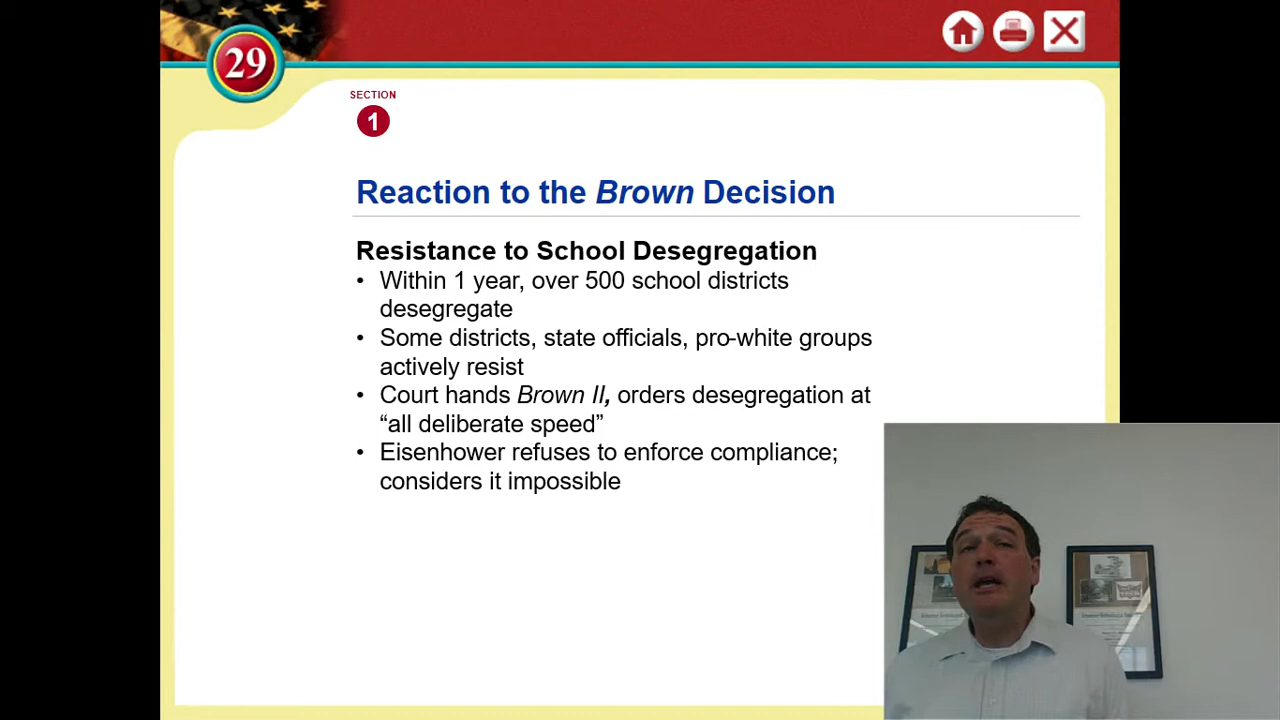 29
SECTION
1
Reaction to the Brown Decision
Resistance to School Desegregation
• Within 1 year, over 500 school districts
desegregate
• Some districts, state officials, pro-white groups
actively resist
• Court hands Brown II, orders desegregation at
“all deliberate speed”
• Eisenhower refuses to enforce compliance;
considers it impossible